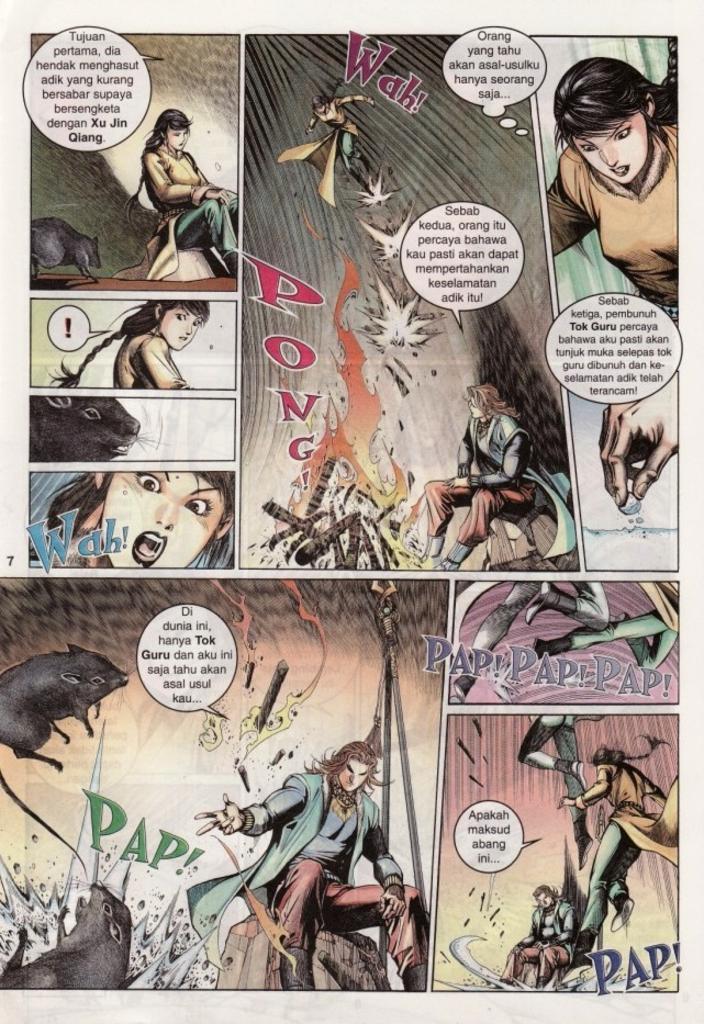 Tujuan
pertama, dia
hendak menghasut
adik yang kurang
bersabar supaya
bersengketa
dengan Xu Jin
Qiang.
!
Wah!
Wah!
PONG!
Orang
yang tahu
akan asal-usulku
hanya seorang
saja...
Sebab
kedua, orang itu
percaya bahawa
kau pasti akan dapat
mempertahankan
keselamatan
adik itu!
Sebab
ketiga, pembunuh
Tok Guru percaya
bahawa aku pasti akan
tunjuk muka selepas tok
guru dibunuh dan ke-
selamatan adik telah
terancam!
7
Di
dunia ini,
hanya Tok
Guru dan aku ini
saja tahu akan
asal usul
kau...
PAP!
PAP! PAP! PAP!
Apakah
maksud
abang
ini...
PAP!